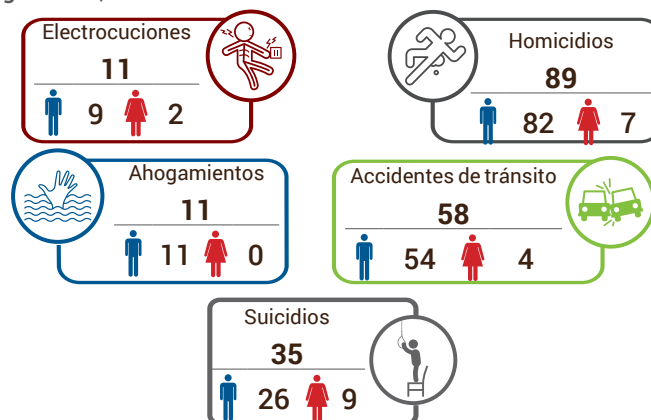 Electrocuciones
11
9 2
Homicidios
89
82 7
Ahogamientos
11
11 0
Accidentes de tránsito
58
54 4
Suicidios
35
26 9